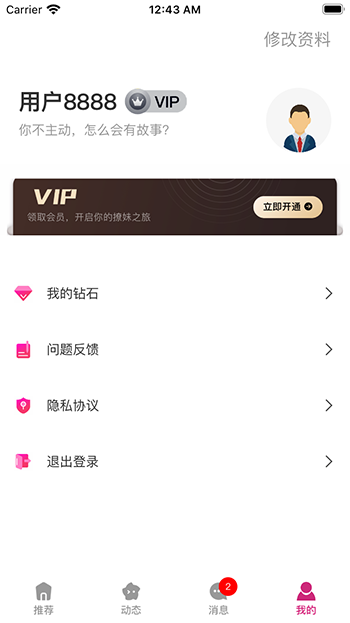 Carrier
12:43 AM
修改资料
用户8888
VIP
你不主动，怎么会有故事？
VIP
领取会员，开启你的撩妹之旅
立即开通
我的钻石
问题反馈
隐私协议
退出登录
2
推荐
动态
消息
我的